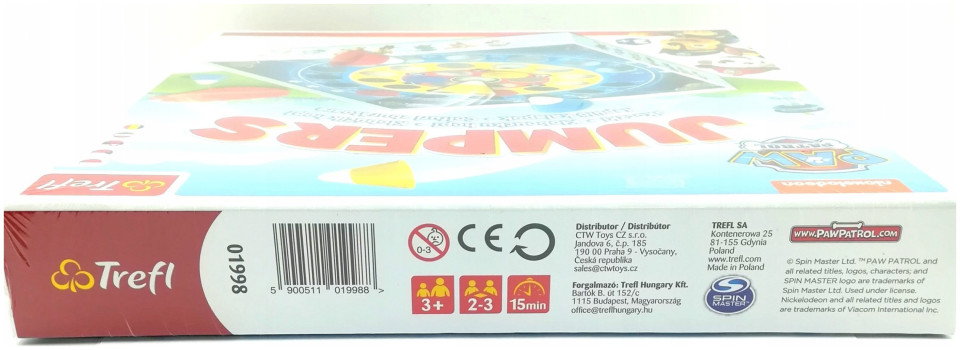 JUMPERS
PAW
PATROL
nickelodeon
Trefl
Trefl
01998
5 900511 019988 >
0-3
CE
3+
2-3
15min
Distributor / Distribútor
CTW Toys CZ s.r.o.
Jandova 6, č.p. 185
190 00 Praha 9 - Vysočany,
Česká republika
sales@ctwtoys.cz
Forgalmazó: Trefl Hungary Kft.
Bartók B. út 152/c
1115 Budapest, Magyarország
office@treflhungary.hu
TREFL SA
Kontenerowa 25
81-155 Gdynia
Poland
www.trefl.com
Made in Poland
SPIN
MASTER™
WWW.PAWPATROL.COM
© Spin Master Ltd. ™PAW PATROL and
all related titles, logos, characters; and
SPIN MASTER logo are trademarks of
Spin Master Ltd. Used under license.
Nickelodeon and all related titles and logos
are trademarks of Viacom International Inc.